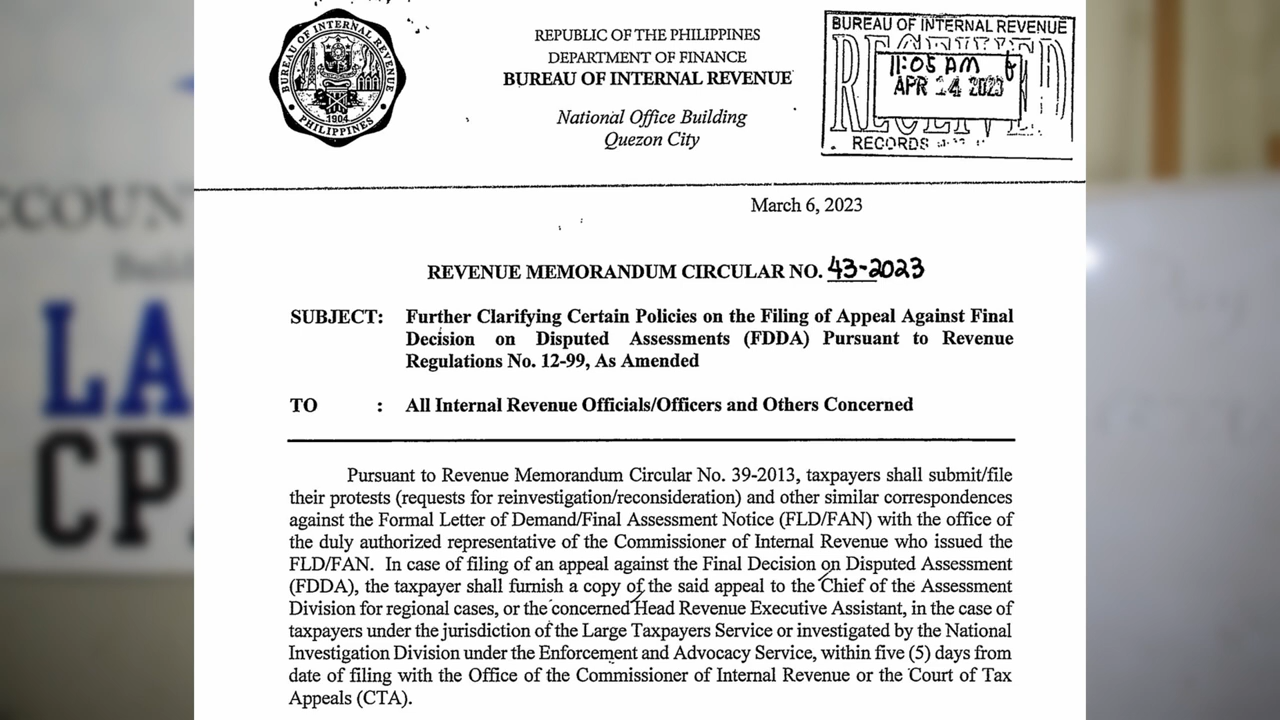 BUREAU OF INTERNAL REVENUE
1904
PHILIPPINES
REPUBLIC OF THE PHILIPPINES
DEPARTMENT OF FINANCE
BUREAU OF INTERNAL REVENUE
National Office Building
Quezon City
BUREAU OF INTERNAL REVENUE
RECEIVED
11:05 AM
APR 14 2023
RECORDS
March 6, 2023
REVENUE MEMORANDUM CIRCULAR NO. 43-2023
SUBJECT: Further Clarifying Certain Policies on the Filing of Appeal Against Final
Decision on Disputed Assessments (FDDA) Pursuant to Revenue
Regulations No. 12-99, As Amended
TO : All Internal Revenue Officials/Officers and Others Concerned
Pursuant to Revenue Memorandum Circular No. 39-2013, taxpayers shall submit/file
their protests (requests for reinvestigation/reconsideration) and other similar correspondences
against the Formal Letter of Demand/Final Assessment Notice (FLD/FAN) with the office of
the duly authorized representative of the Commissioner of Internal Revenue who issued the
FLD/FAN. In case of filing of an appeal against the Final Decision on Disputed Assessment
(FDDA), the taxpayer shall furnish a copy of the said appeal to the Chief of the Assessment
Division for regional cases, or the concerned Head Revenue Executive Assistant, in the case of
taxpayers under the jurisdiction of the Large Taxpayers Service or investigated by the National
Investigation Division under the Enforcement and Advocacy Service, within five (5) days from
date of filing with the Office of the Commissioner of Internal Revenue or the Court of Tax
Appeals (CTA).
CCOUN
Build
LA
CP